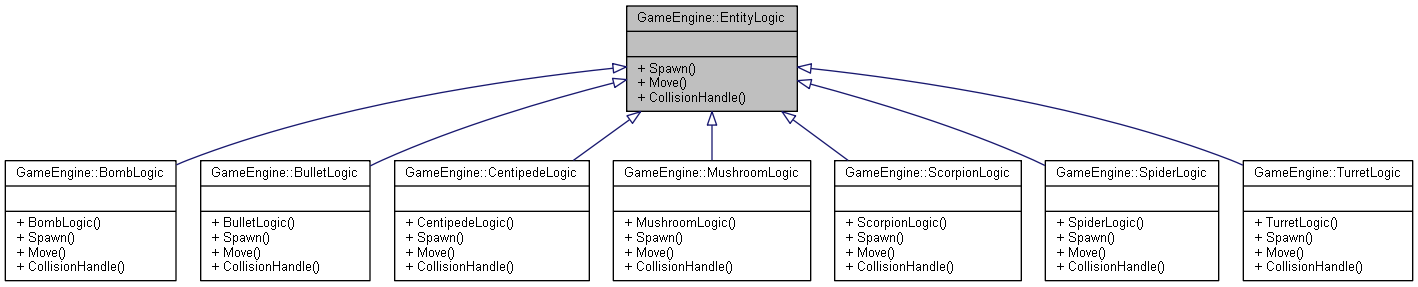 GameEngine::EntityLogic
+ Spawn()
+ Move()
+ CollisionHandle()
GameEngine::BombLogic
+ BombLogic()
+ Spawn()
+ Move()
+ CollisionHandle()
GameEngine::BulletLogic
+ BulletLogic()
+ Spawn()
+ Move()
+ CollisionHandle()
GameEngine::CentipedeLogic
+ CentipedeLogic()
+ Spawn()
+ Move()
+ CollisionHandle()
GameEngine::MushroomLogic
+ MushroomLogic()
+ Spawn()
+ Move()
+ CollisionHandle()
GameEngine::ScorpionLogic
+ ScorpionLogic()
+ Spawn()
+ Move()
+ CollisionHandle()
GameEngine::SpiderLogic
+ SpiderLogic()
+ Spawn()
+ Move()
+ CollisionHandle()
GameEngine::TurretLogic
+ TurretLogic()
+ Spawn()
+ Move()
+ CollisionHandle()